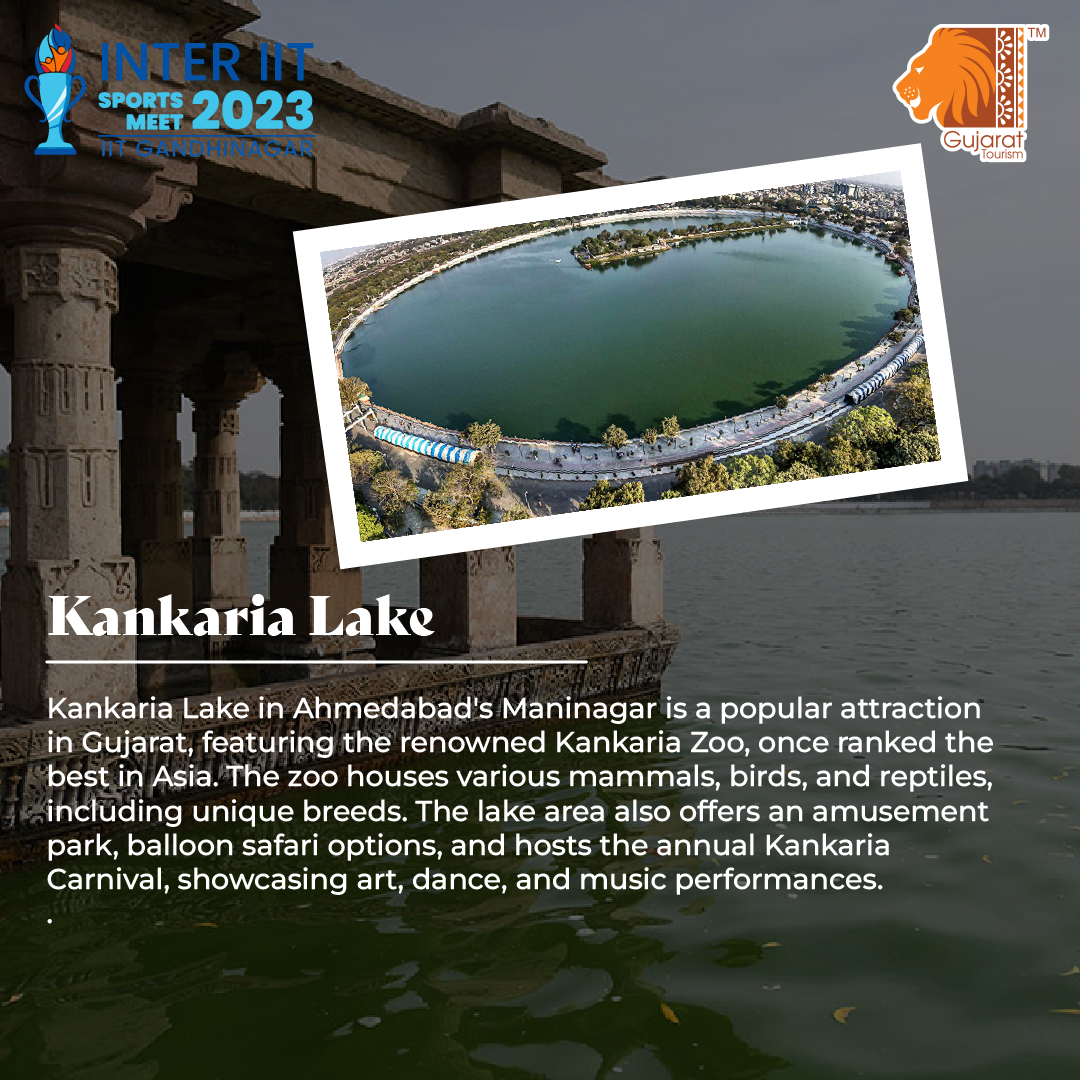 INTER IIT
SPORTS
MEET 2023
IIT GANDHINAGAR
TM
Gujarat
Tourism
Kankaria Lake
Kankaria Lake in Ahmedabad's Maninagar is a popular attraction
in Gujarat, featuring the renowned Kankaria Zoo, once ranked the
best in Asia. The zoo houses various mammals, birds, and reptiles,
including unique breeds. The lake area also offers an amusement
park, balloon safari options, and hosts the annual Kankaria
Carnival, showcasing art, dance, and music performances.
.